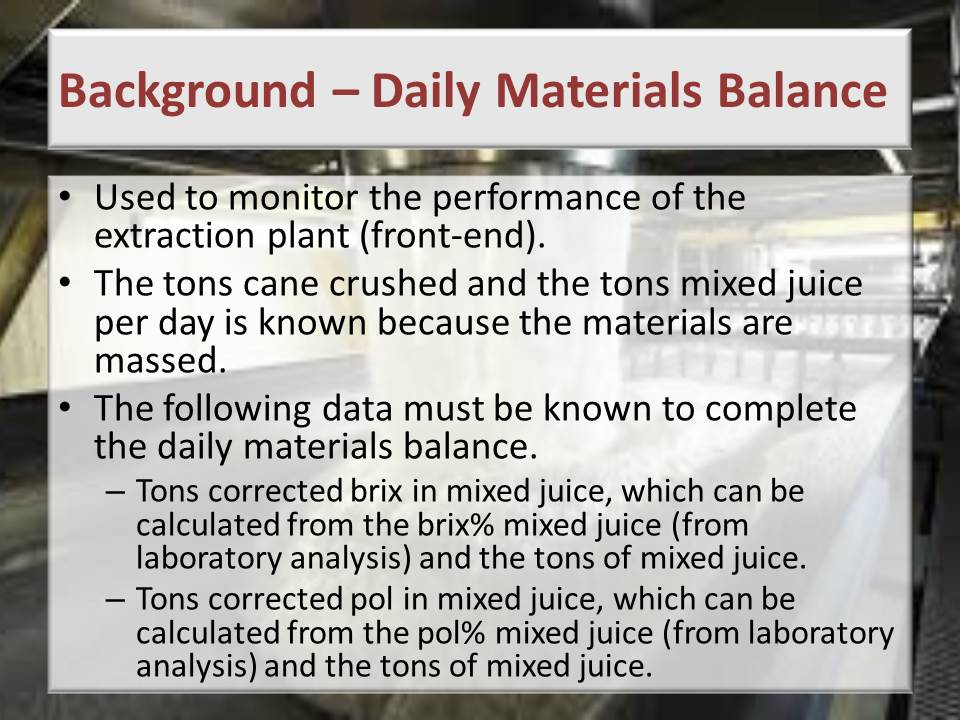 Background – Daily Materials Balance
• Used to monitor the performance of the
extraction plant (front-end).
• The tons cane crushed and the tons mixed juice
per day is known because the materials are
massed.
• The following data must be known to complete
the daily materials balance.
– Tons corrected brix in mixed juice, which can be
calculated from the brix% mixed juice (from
laboratory analysis) and the tons of mixed juice.
– Tons corrected pol in mixed juice, which can be
calculated from the pol% mixed juice (from laboratory
analysis) and the tons of mixed juice.